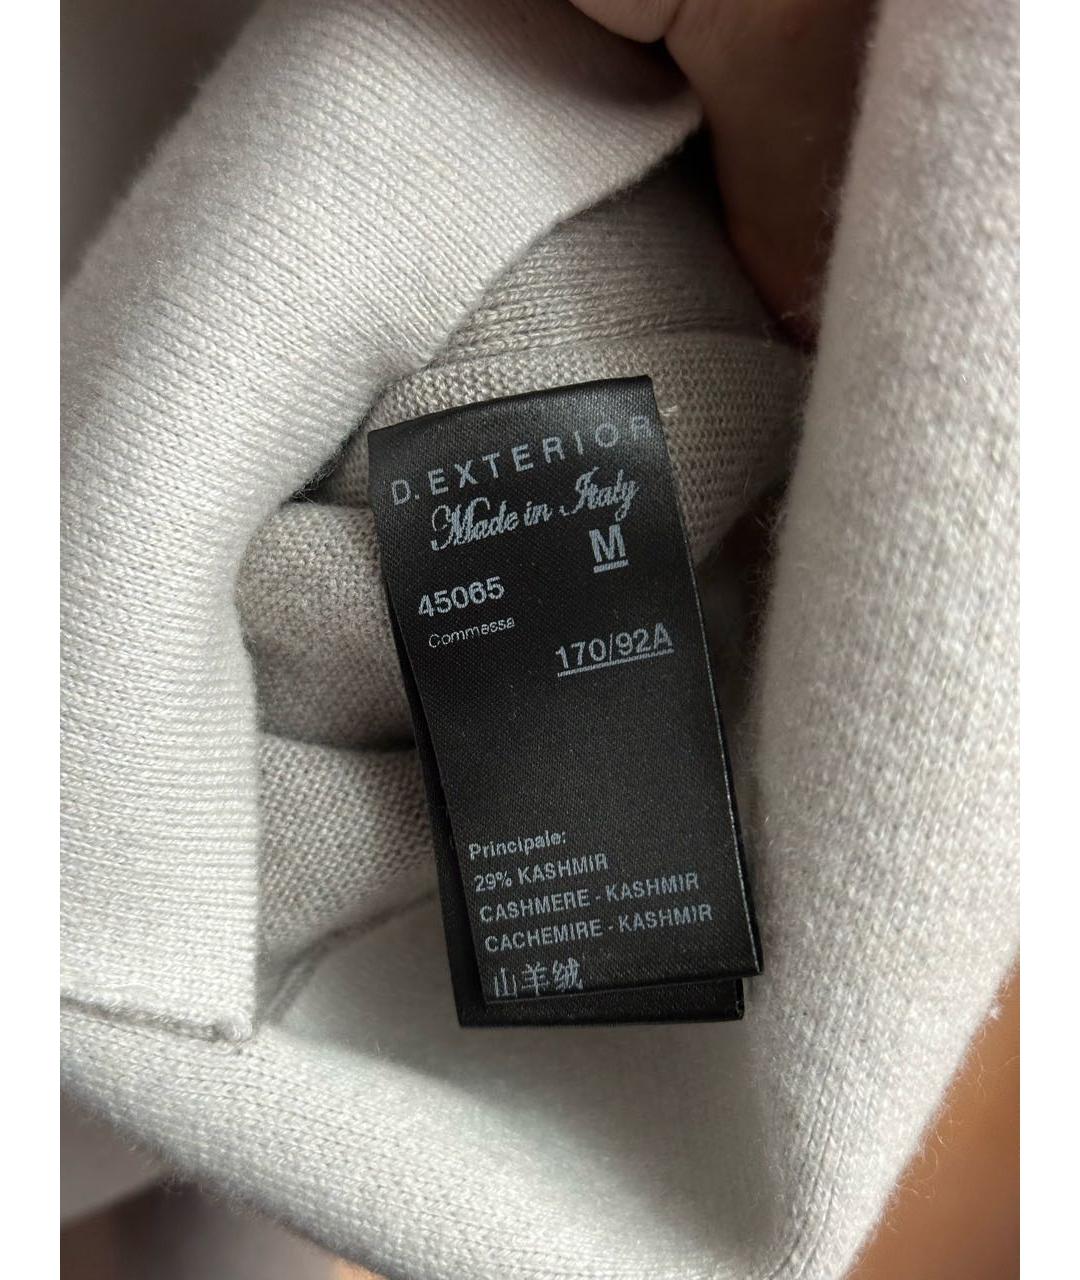 D.EXTERIOR
Made in Italy
M
45065
Commessa
170/92A
Principale:
29% KASHMIR
CASHMERE - KASHMIR
CACHEMIRE - KASHMIR
山羊绒